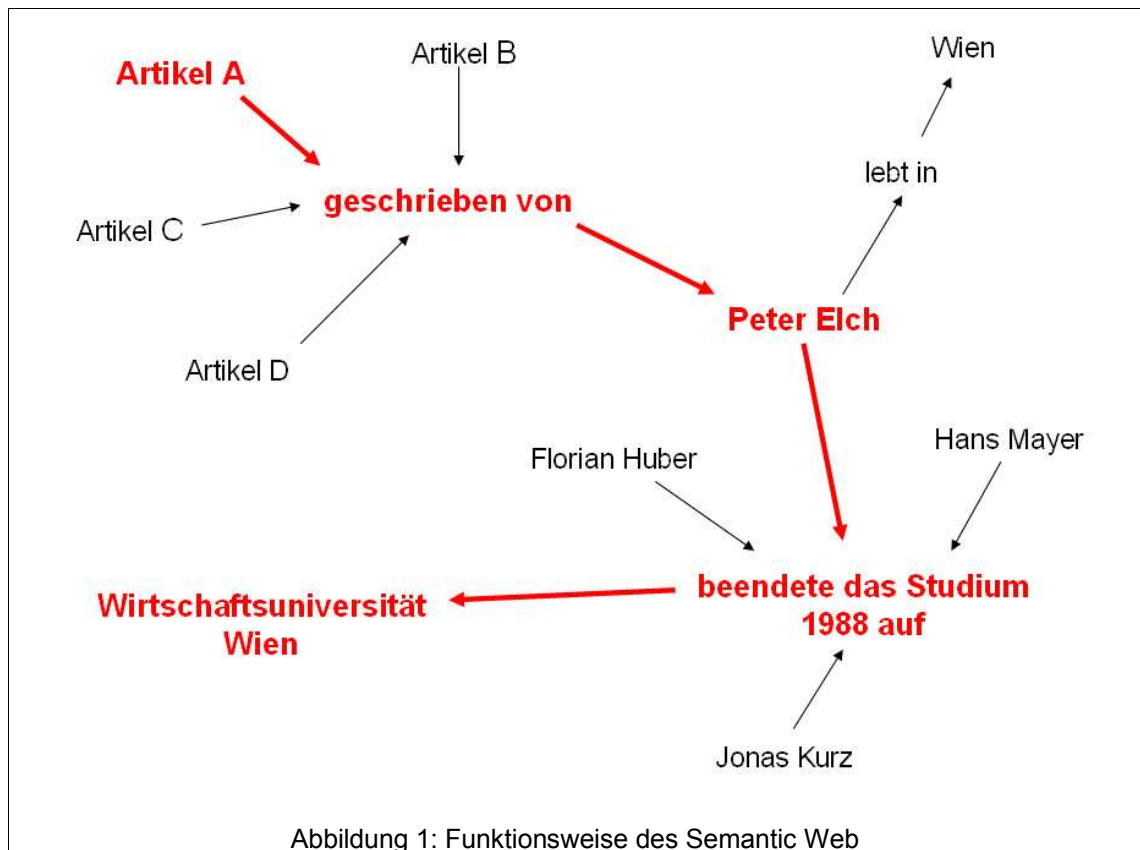 Artikel A
Artikel B
Wien
geschrieben von
lebt in
Artikel C
Peter Elch
Artikel D
Florian Huber
Hans Mayer
Wirtschaftsuniversität
Wien
beendete das Studium
1988 auf
Jonas Kurz
Abbildung 1: Funktionsweise des Semantic Web